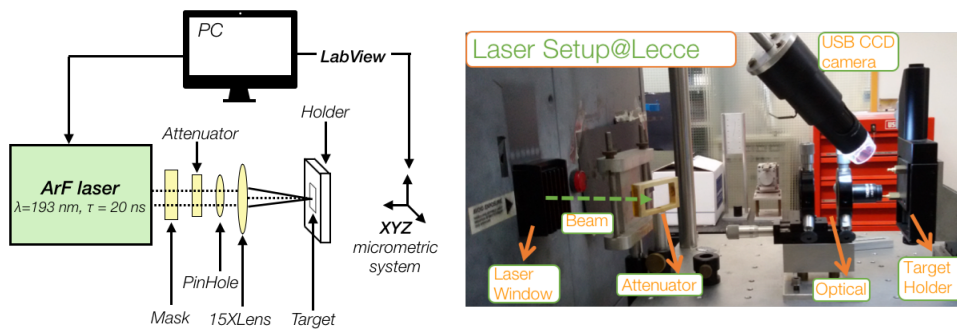 PC
LabView
Holder
Attenuator
ArF laser
λ=193 nm, τ = 20 ns
XYZ
micrometric
system
PinHole
Mask
15XLens
Target
Laser Setup@Lecce
USB CCD
camera
Beam
Laser
Window
Attenuator
Optical
Target
Holder